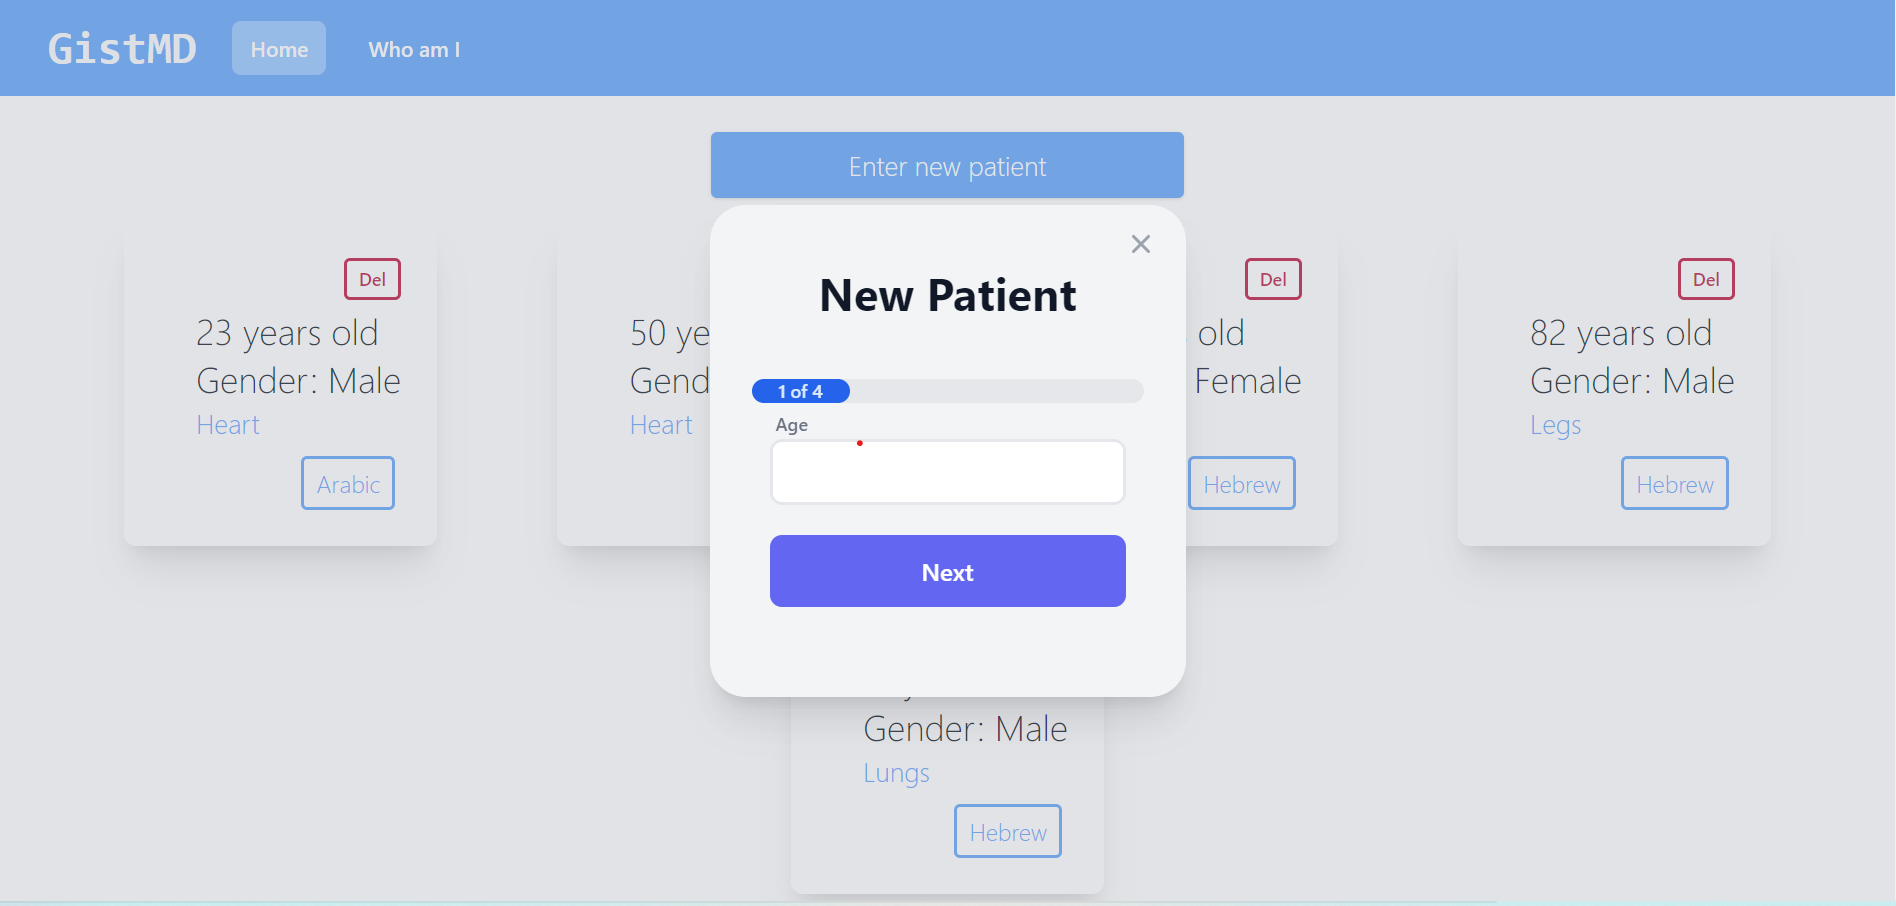 GistMD
Home
Who am I
Enter new patient
New Patient
1 of 4
Age
Next
Del
23 years old
Gender: Male
Heart
Arabic
50 ye
Gend
Heart
Del
old
Female
Hebrew
Del
82 years old
Gender: Male
Legs
Hebrew
Gender: Male
Lungs
Hebrew